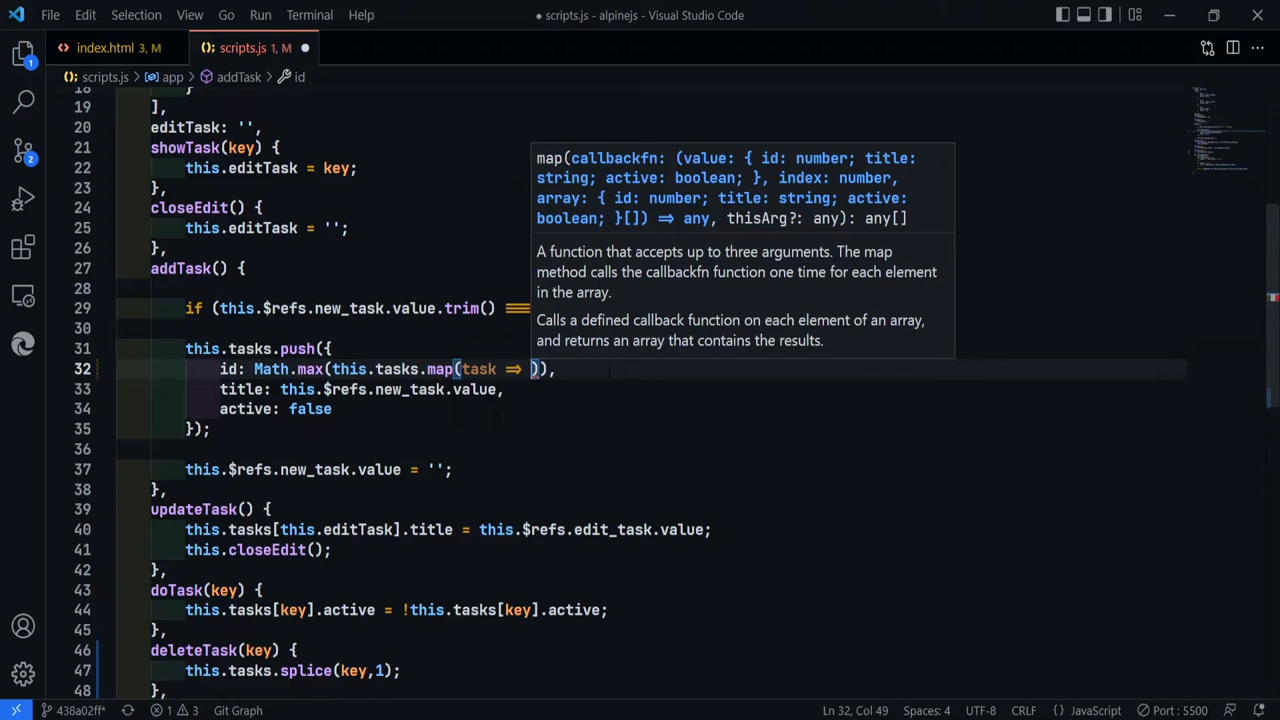 File Edit Selection View Go Run Terminal Help
● scripts.js - alpinejs - Visual Studio Code
index.html 3, M
scripts.js 1, M
scripts.js > app > addTask > id
18 }
19 ],
20 editTask: '',
21 showTask(key) {
22 this.editTask = key;
23 },
24 closeEdit() {
25 this.editTask = '';
26 },
27 addTask() {
28
29 if (this.$refs.new_task.value.trim() ===
30
31 this.tasks.push({
32 id: Math.max(this.tasks.map(task => )),
33 title: this.$refs.new_task.value,
34 active: false
35 });
36
37 this.$refs.new_task.value = '';
38 },
39 updateTask() {
40 this.tasks[this.editTask].title = this.$refs.edit_task.value;
41 this.closeEdit();
42 },
43 doTask(key) {
44 this.tasks[key].active = !this.tasks[key].active;
45 },
46 deleteTask(key) {
47 this.tasks.splice(key,1);
48 },
map(callbackfn: (value: { id: number; title:
string; active: boolean; }, index: number,
array: { id: number; title: string; active:
boolean; }[]) => any, thisArg?: any): any[]
A function that accepts up to three arguments. The map
method calls the callbackfn function one time for each element
in the array.
Calls a defined callback function on each element of an array,
and returns an array that contains the results.
1
2
438a02ff* 1 3 Git Graph
Ln 32, Col 49 Spaces: 4 UTF-8 CRLF {} JavaScript Port : 5500